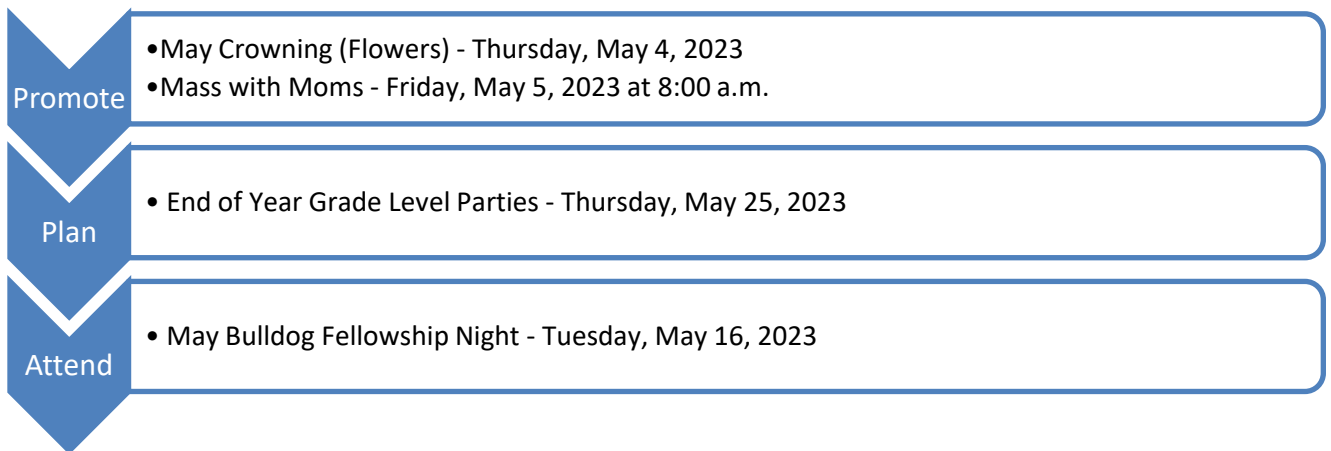 Promote
•May Crowning (Flowers) - Thursday, May 4, 2023
•Mass with Moms - Friday, May 5, 2023 at 8:00 a.m.
Plan
• End of Year Grade Level Parties - Thursday, May 25, 2023
Attend
• May Bulldog Fellowship Night - Tuesday, May 16, 2023